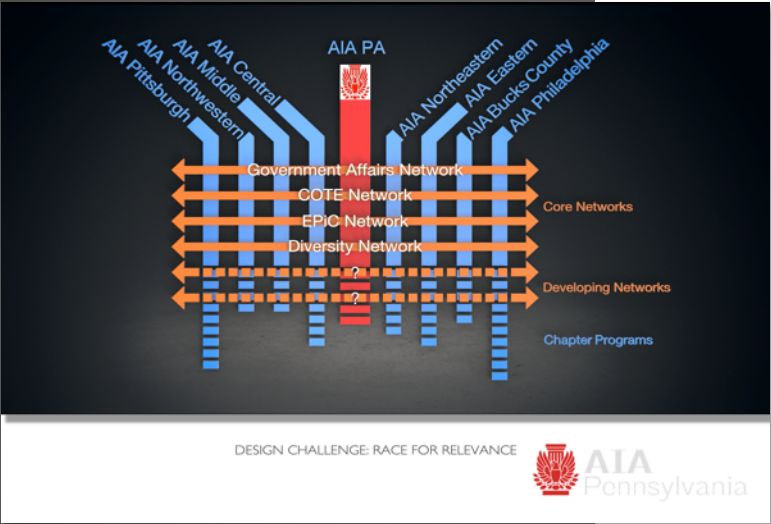 AIA PA
AIA Pittsburgh
AIA Northwestern
AIA Middle
AIA Central
AIA Northeastern
AIA Eastern
AIA Bucks County
AIA Philadelphia
Government Affairs Network
COTE Network
EPiC Network
Diversity Network
?
?
Core Networks
Developing Networks
Chapter Programs
DESIGN CHALLENGE: RACE FOR RELEVANCE
AIA
Pennsylvania